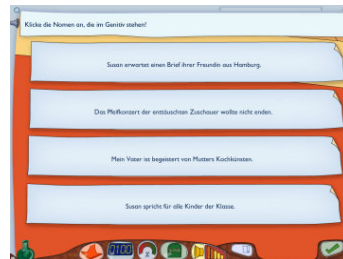 Klicke die Nomen an, die im Genitiv stehen!
Susan erwartet einen Brief ihrer Freundin aus Hamburg.
Das Pfeifkonzert der enttäuschten Zuschauer wollte nicht enden.
Mein Vater ist begeistert von Mutters Kochkünsten.
Susan spricht für alle Kinder der Klasse.
01:00